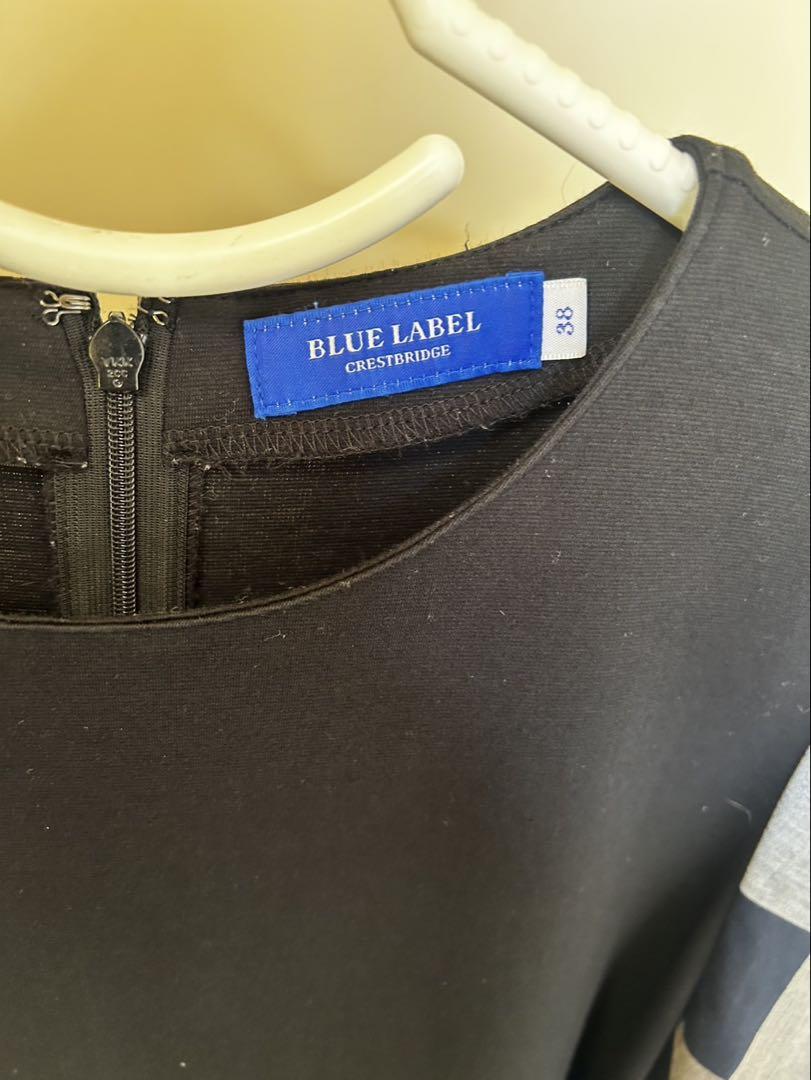 BLUE LABEL
CRESTBRIDGE
38
YKK